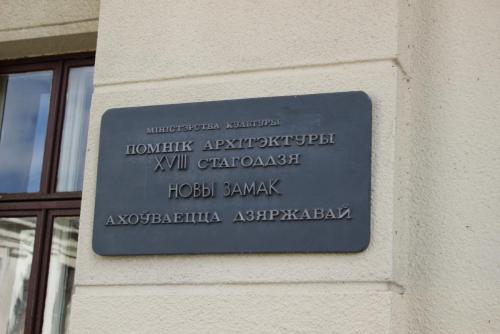 МІНІСТЭРСТВА КУЛЬТУРЫ
ПОМНІК АРХІТЭКТУРЫ
XVIII СТАГОДДЗЯ
НОВЫ ЗАМАК
АХОЎВАЕЦЦА ДЗЯРЖАВАЙ